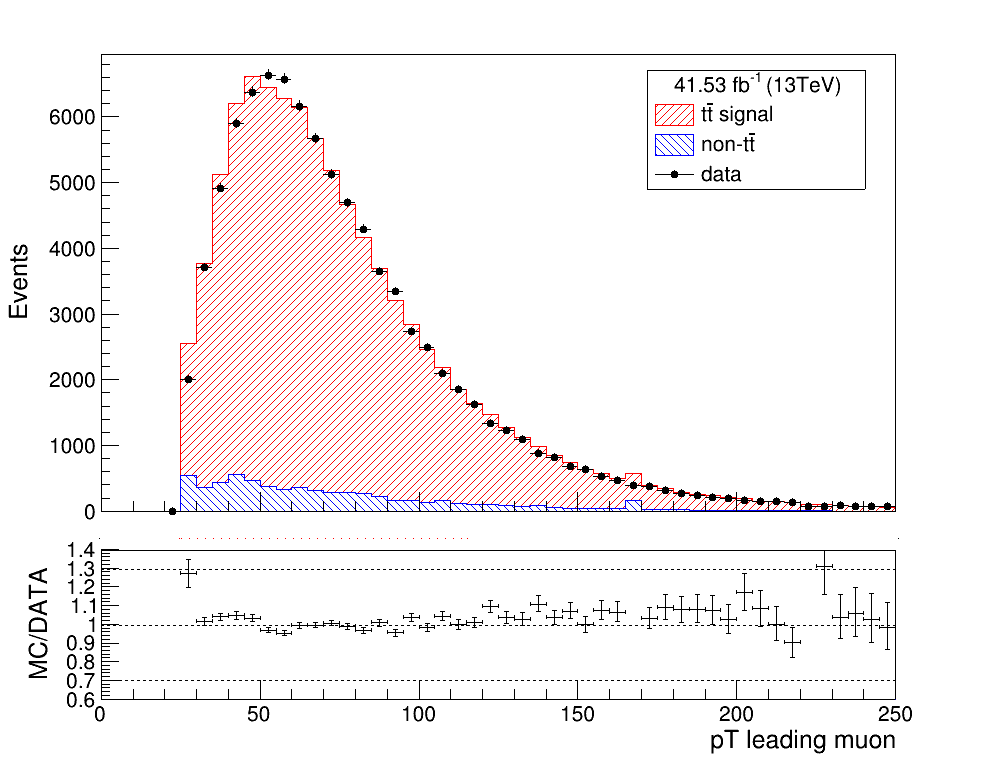 41.53 fb⁻¹ (13TeV)
tt̄ signal
non-tt̄
data
Events
6000
5000
4000
3000
2000
1000
0
MC/DATA
1.4
1.3
1.2
1.1
1
0.9
0.8
0.7
0.6
0 50 100 150 200 250
pT leading muon